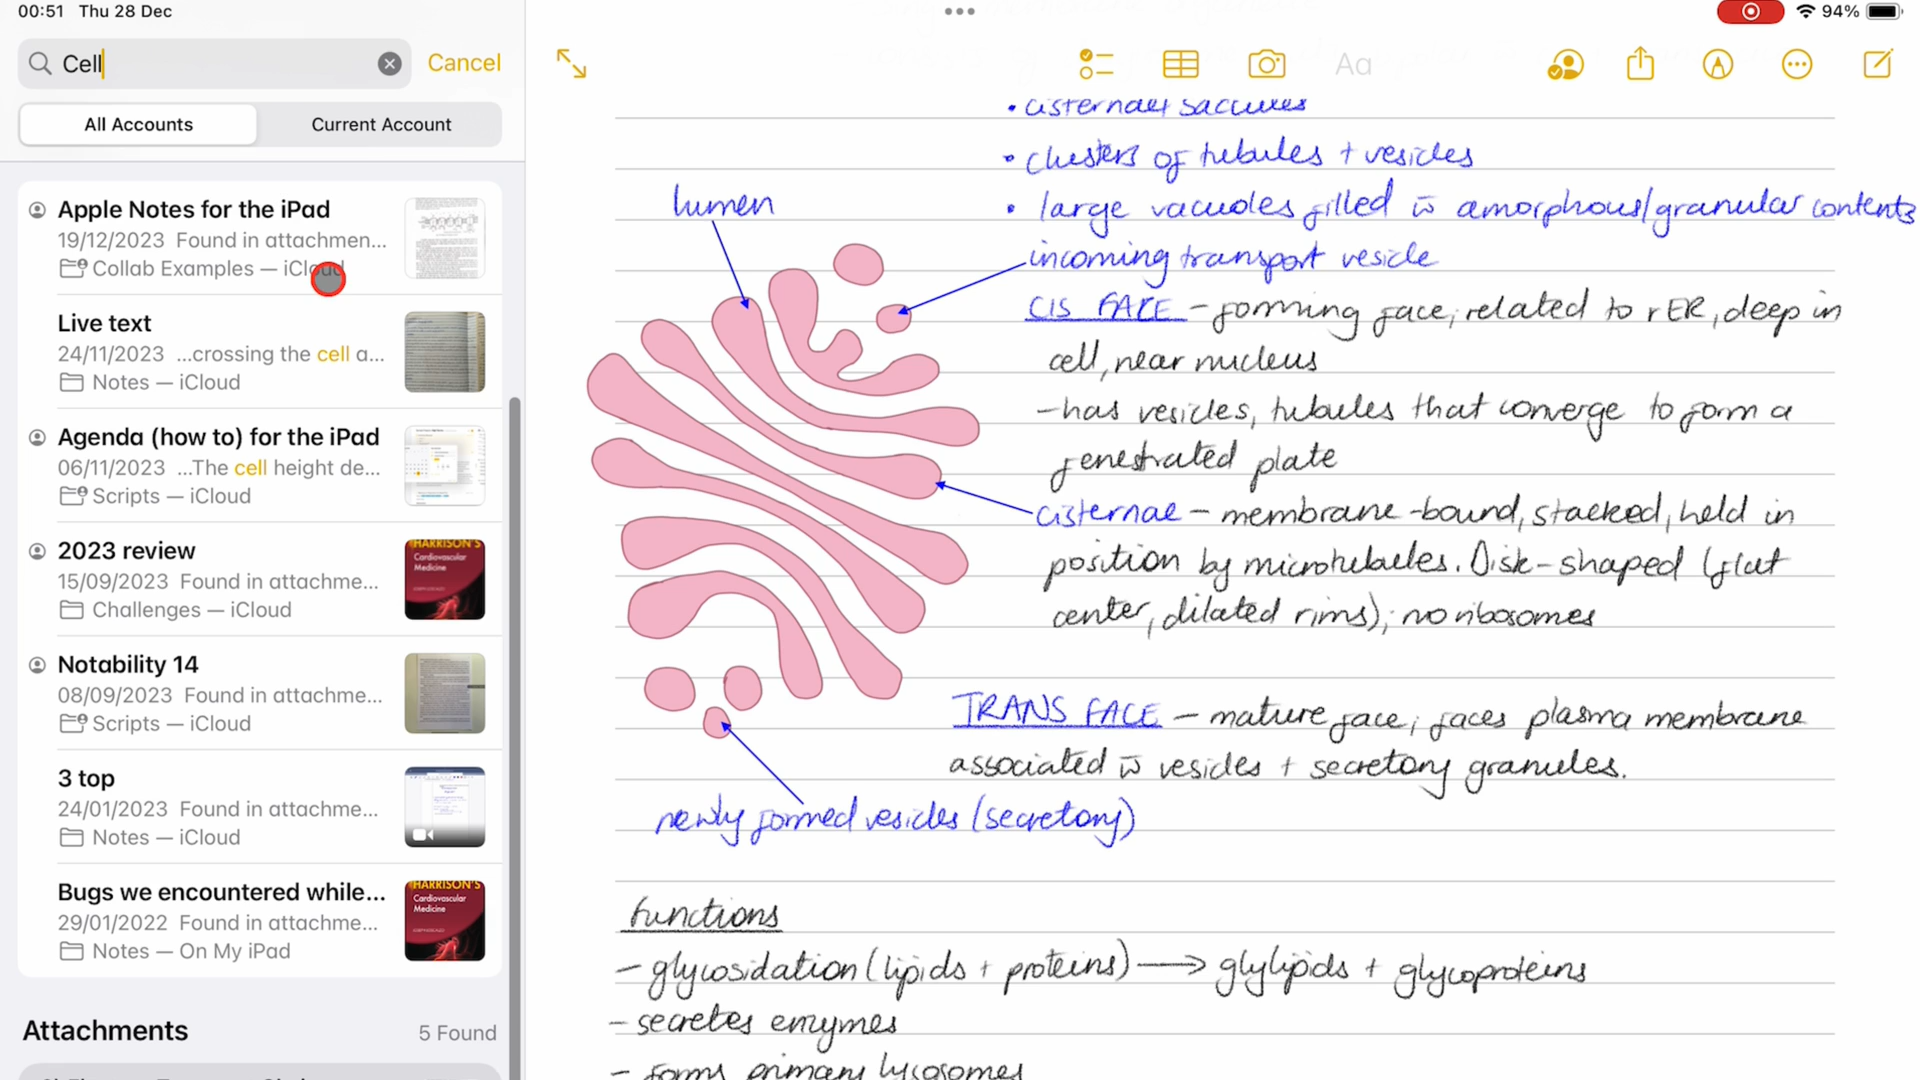 00:51 Thu 28 Dec
94%
Cell
Cancel
All Accounts
Current Account
Apple Notes for the iPad
19/12/2023 Found in attachmen...
Collab Examples — iCloud
Live text
24/11/2023 ...crossing the cell a...
Notes — iCloud
Agenda (how to) for the iPad
06/11/2023 ...The cell height de...
Scripts — iCloud
2023 review
15/09/2023 Found in attachme...
Challenges — iCloud
HARRISON'S
Cardiovascular
Medicine
Notability 14
08/09/2023 Found in attachme...
Scripts — iCloud
3 top
24/01/2023 Found in attachme...
Notes — iCloud
Bugs we encountered while...
29/01/2022 Found in attachme...
Notes — On My iPad
HARRISON'S
Cardiovascular
Medicine
Attachments
5 Found
Aa
• clusters of tubules + vesicles
• large vacuoles filled w̄ amorphous/granular contents
lumen
incoming transport vesicle
CIS FACE – forming face, related to rER, deep in
cell, near nucleus
– has vesicles, tubules that converge to form a
fenestrated plate
cisternae – membrane-bound, stacked, held in
position by microtubules. Disk-shaped (flat
center, dilated rims); no ribosomes
TRANS FACE – mature face, faces plasma membrane
associated w̄ vesicles + secretory granules.
newly formed vesicles (secretory)
Functions
– glycosidation (lipids + proteins) → glylipids + glycoproteins
– secretes enzymes
– forms primary lysosomes